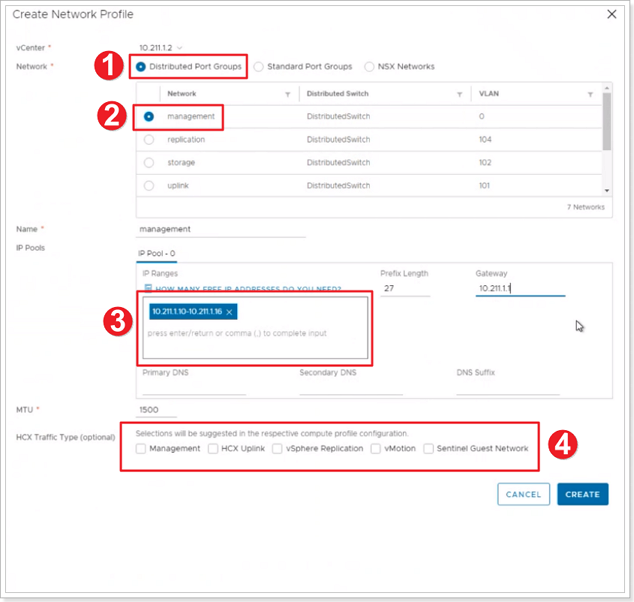 Create Network Profile
vCenter * 10.211.1.2
Network * 1 Distributed Port Groups Standard Port Groups NSX Networks
Network Distributed Switch VLAN
2 management DistributedSwitch 0
replication DistributedSwitch 104
storage DistributedSwitch 102
uplink DistributedSwitch 101
7 Networks
Name * management
IP Pools
IP Pool - 0
IP Ranges Prefix Length Gateway
HOW MANY FREE IP ADDRESSES DO YOU NEED? 27 10.211.1.1
3 10.211.1.10-10.211.1.16 ×
press enter/return or comma (,) to complete input
Primary DNS Secondary DNS DNS Suffix
MTU * 1500
HCX Traffic Type (optional) Selections will be suggested in the respective compute profile configuration.
Management HCX Uplink vSphere Replication vMotion Sentinel Guest Network 4
CANCEL CREATE